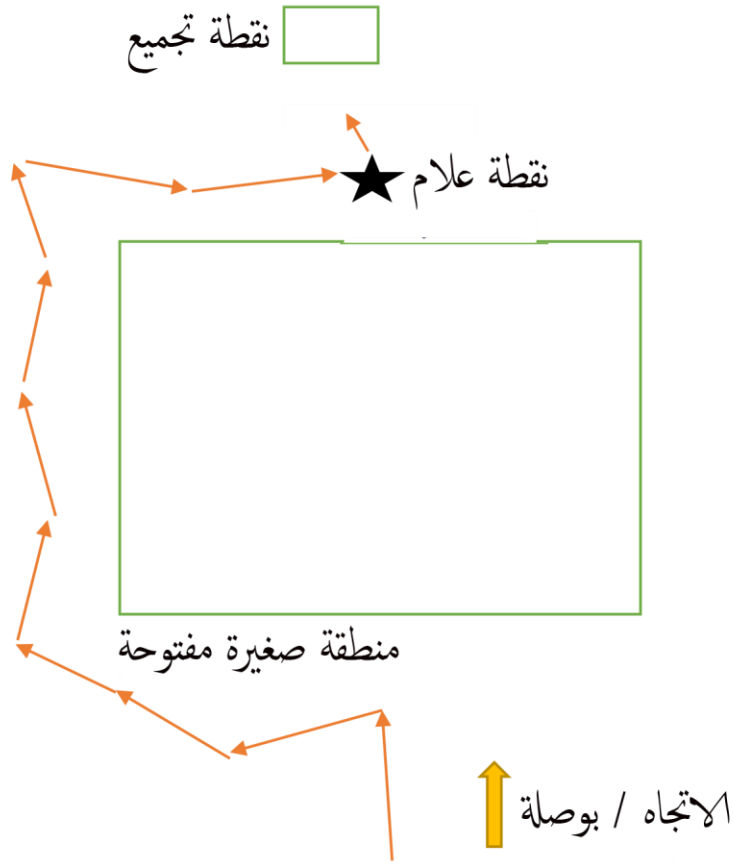 نقطة تجميع
نقطة علام
منطقة صغيرة مفتوحة
الاتجاه / بوصلة